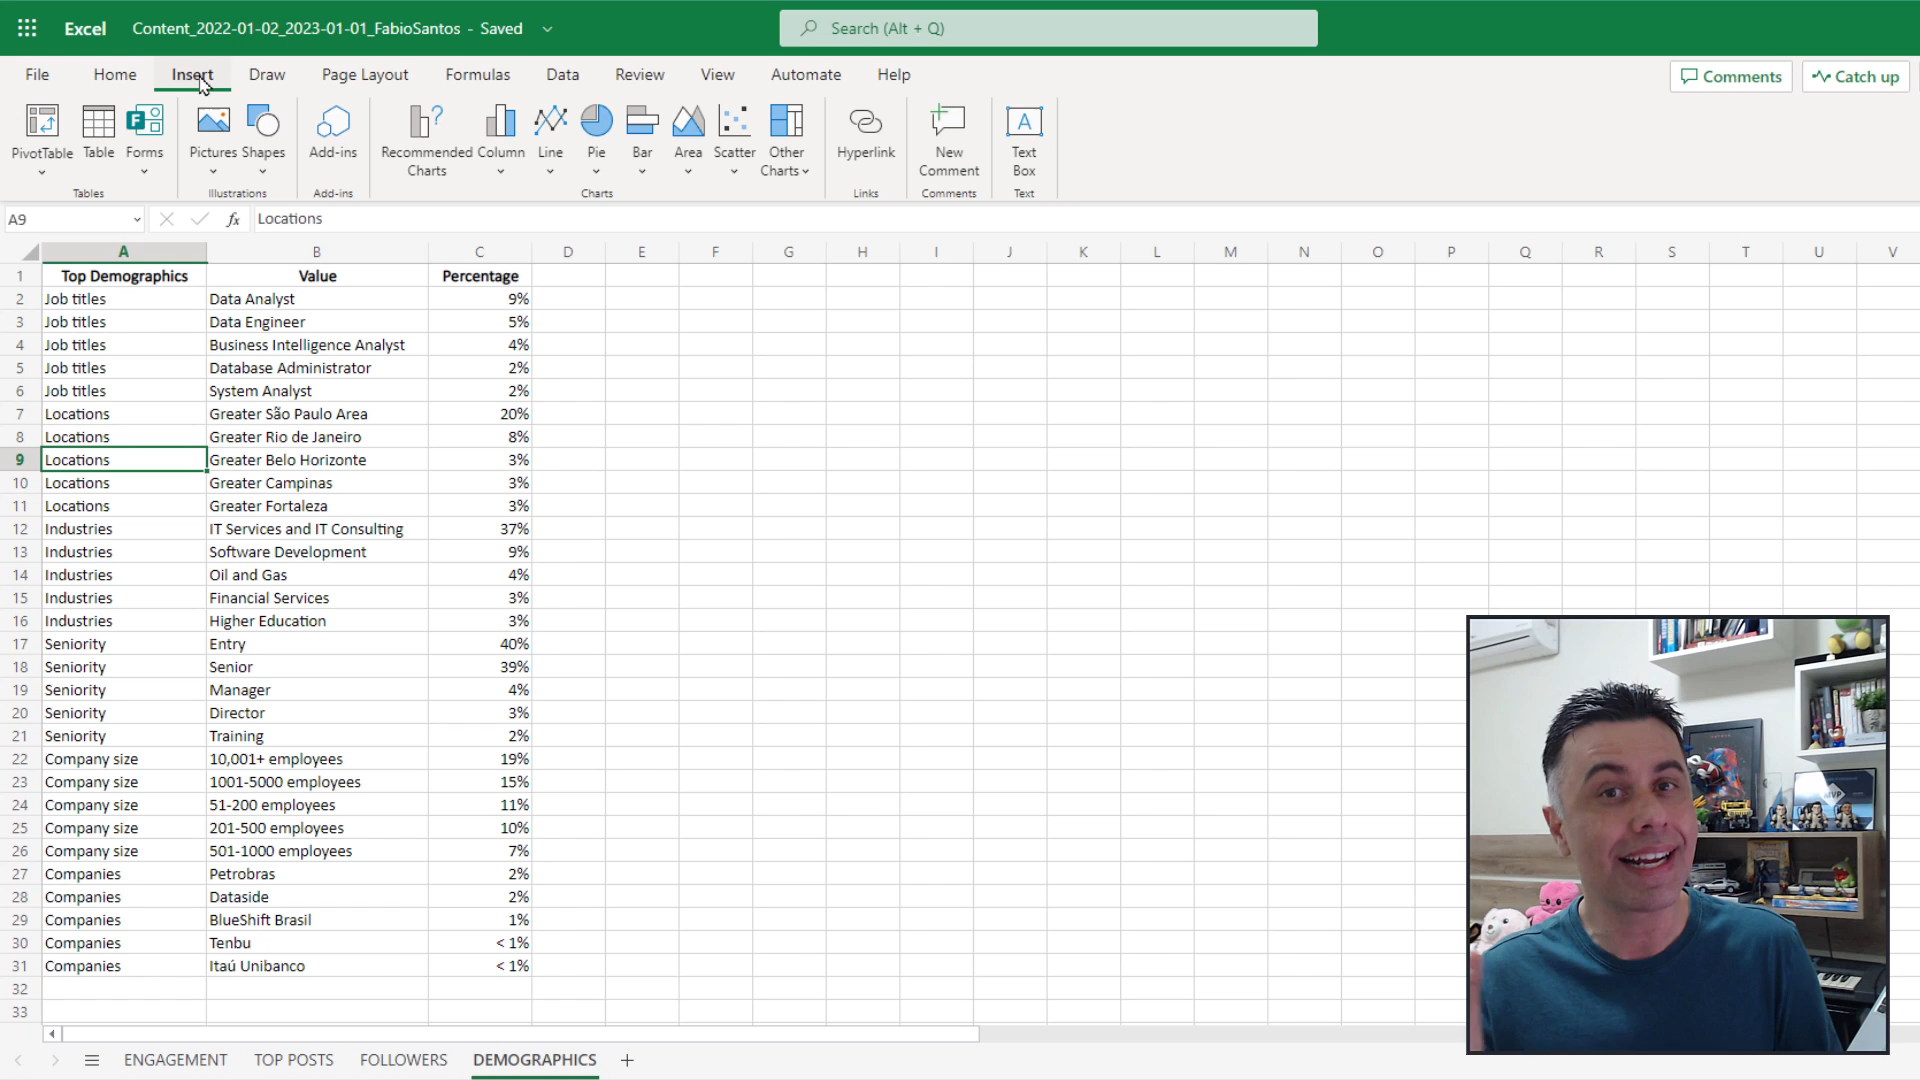 Excel Content_2022-01-02_2023-01-01_FabioSantos - Saved Search (Alt + Q)
File Home Insert Draw Page Layout Formulas Data Review View Automate Help Comments Catch up
PivotTable Table Forms Pictures Shapes Add-ins Recommended Charts Column Line Pie Bar Area Scatter Other Charts Hyperlink New Comment Text Box
Tables Illustrations Add-ins Charts Links Comments Text
A9 fx Locations
A B C D E F G H I J K L M N O P Q R S T U V
1 Top Demographics Value Percentage
2 Job titles Data Analyst 9%
3 Job titles Data Engineer 5%
4 Job titles Business Intelligence Analyst 4%
5 Job titles Database Administrator 2%
6 Job titles System Analyst 2%
7 Locations Greater São Paulo Area 20%
8 Locations Greater Rio de Janeiro 8%
9 Locations Greater Belo Horizonte 3%
10 Locations Greater Campinas 3%
11 Locations Greater Fortaleza 3%
12 Industries IT Services and IT Consulting 37%
13 Industries Software Development 9%
14 Industries Oil and Gas 4%
15 Industries Financial Services 3%
16 Industries Higher Education 3%
17 Seniority Entry 40%
18 Seniority Senior 39%
19 Seniority Manager 4%
20 Seniority Director 3%
21 Seniority Training 2%
22 Company size 10,001+ employees 19%
23 Company size 1001-5000 employees 15%
24 Company size 51-200 employees 11%
25 Company size 201-500 employees 10%
26 Company size 501-1000 employees 7%
27 Companies Petrobras 2%
28 Companies Dataside 2%
29 Companies BlueShift Brasil 1%
30 Companies Tenbu < 1%
31 Companies Itaú Unibanco < 1%
32
33
MVP
ENGAGEMENT TOP POSTS FOLLOWERS DEMOGRAPHICS +